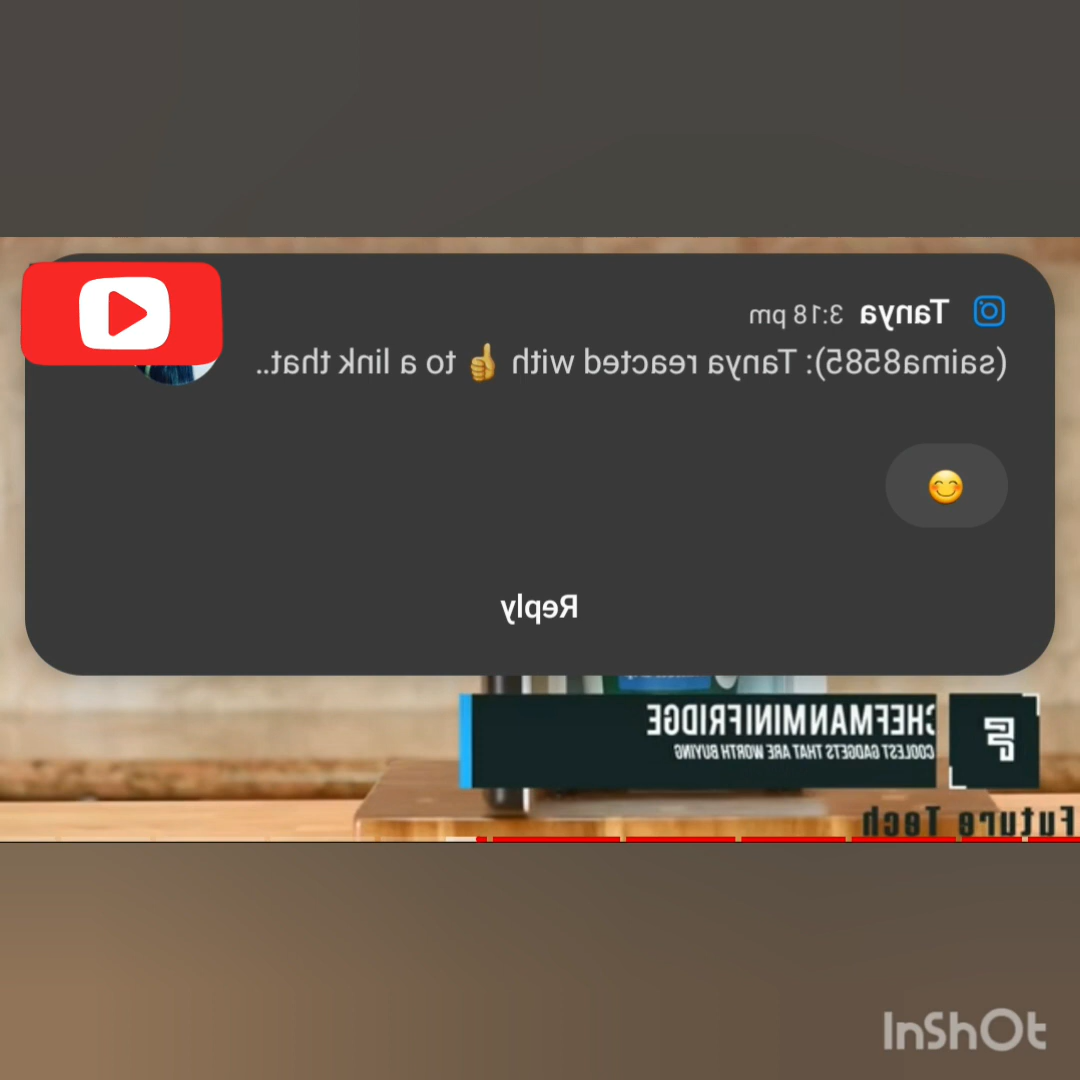 Tanya 3:18 pm
(saima8585): Tanya reacted with 👍 to a link that..
😊
Reply
CHEFMANMINIFRIDGE
COOLEST GADGETS THAT ARE WORTH BUYING
Future Tech
InShOt